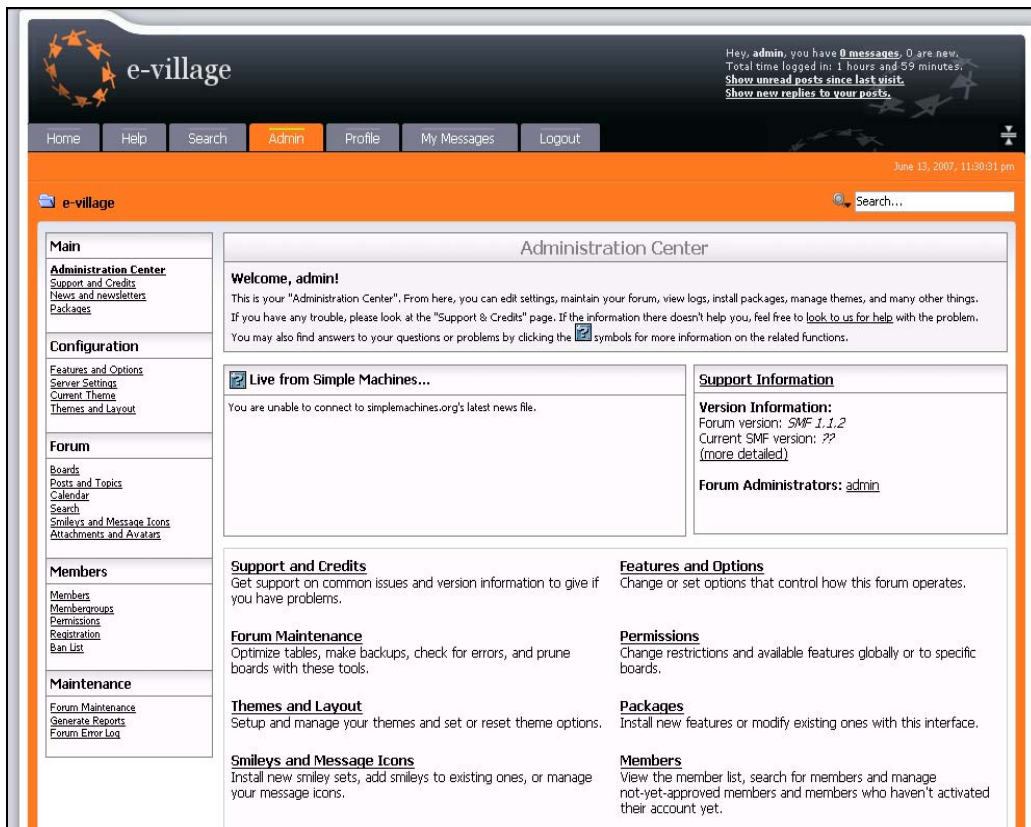 e-village
Hey, admin, you have 0 messages, 0 are new.
Total time logged in: 1 hours and 59 minutes.
Show unread posts since last visit.
Show new replies to your posts.
Home Help Search Admin Profile My Messages Logout
June 13, 2007, 11:30:31 pm
e-village
Search...
Main
Administration Center
Support and Credits
News and newsletters
Packages
Configuration
Features and Options
Server Settings
Current Theme
Themes and Layout
Forum
Boards
Posts and Topics
Calendar
Search
Smileys and Message Icons
Attachments and Avatars
Members
Members
Membergroups
Permissions
Registration
Ban List
Maintenance
Forum Maintenance
Generate Reports
Forum Error Log
Administration Center
Welcome, admin!
This is your "Administration Center". From here, you can edit settings, maintain your forum, view logs, install packages, manage themes, and many other things.
If you have any trouble, please look at the "Support & Credits" page. If the information there doesn't help you, feel free to look to us for help with the problem.
You may also find answers to your questions or problems by clicking the ? symbols for more information on the related functions.
? Live from Simple Machines...
You are unable to connect to simplemachines.org's latest news file.
Support Information
Version Information:
Forum version: SMF 1.1.2
Current SMF version: ??
(more detailed)
Forum Administrators: admin
Support and Credits
Get support on common issues and version information to give if
you have problems.
Features and Options
Change or set options that control how this forum operates.
Forum Maintenance
Optimize tables, make backups, check for errors, and prune
boards with these tools.
Permissions
Change restrictions and available features globally or to specific
boards.
Themes and Layout
Setup and manage your themes and set or reset theme options.
Packages
Install new features or modify existing ones with this interface.
Smileys and Message Icons
Install new smiley sets, add smileys to existing ones, or manage
your message icons.
Members
View the member list, search for members and manage
not-yet-approved members and members who haven't activated
their account yet.